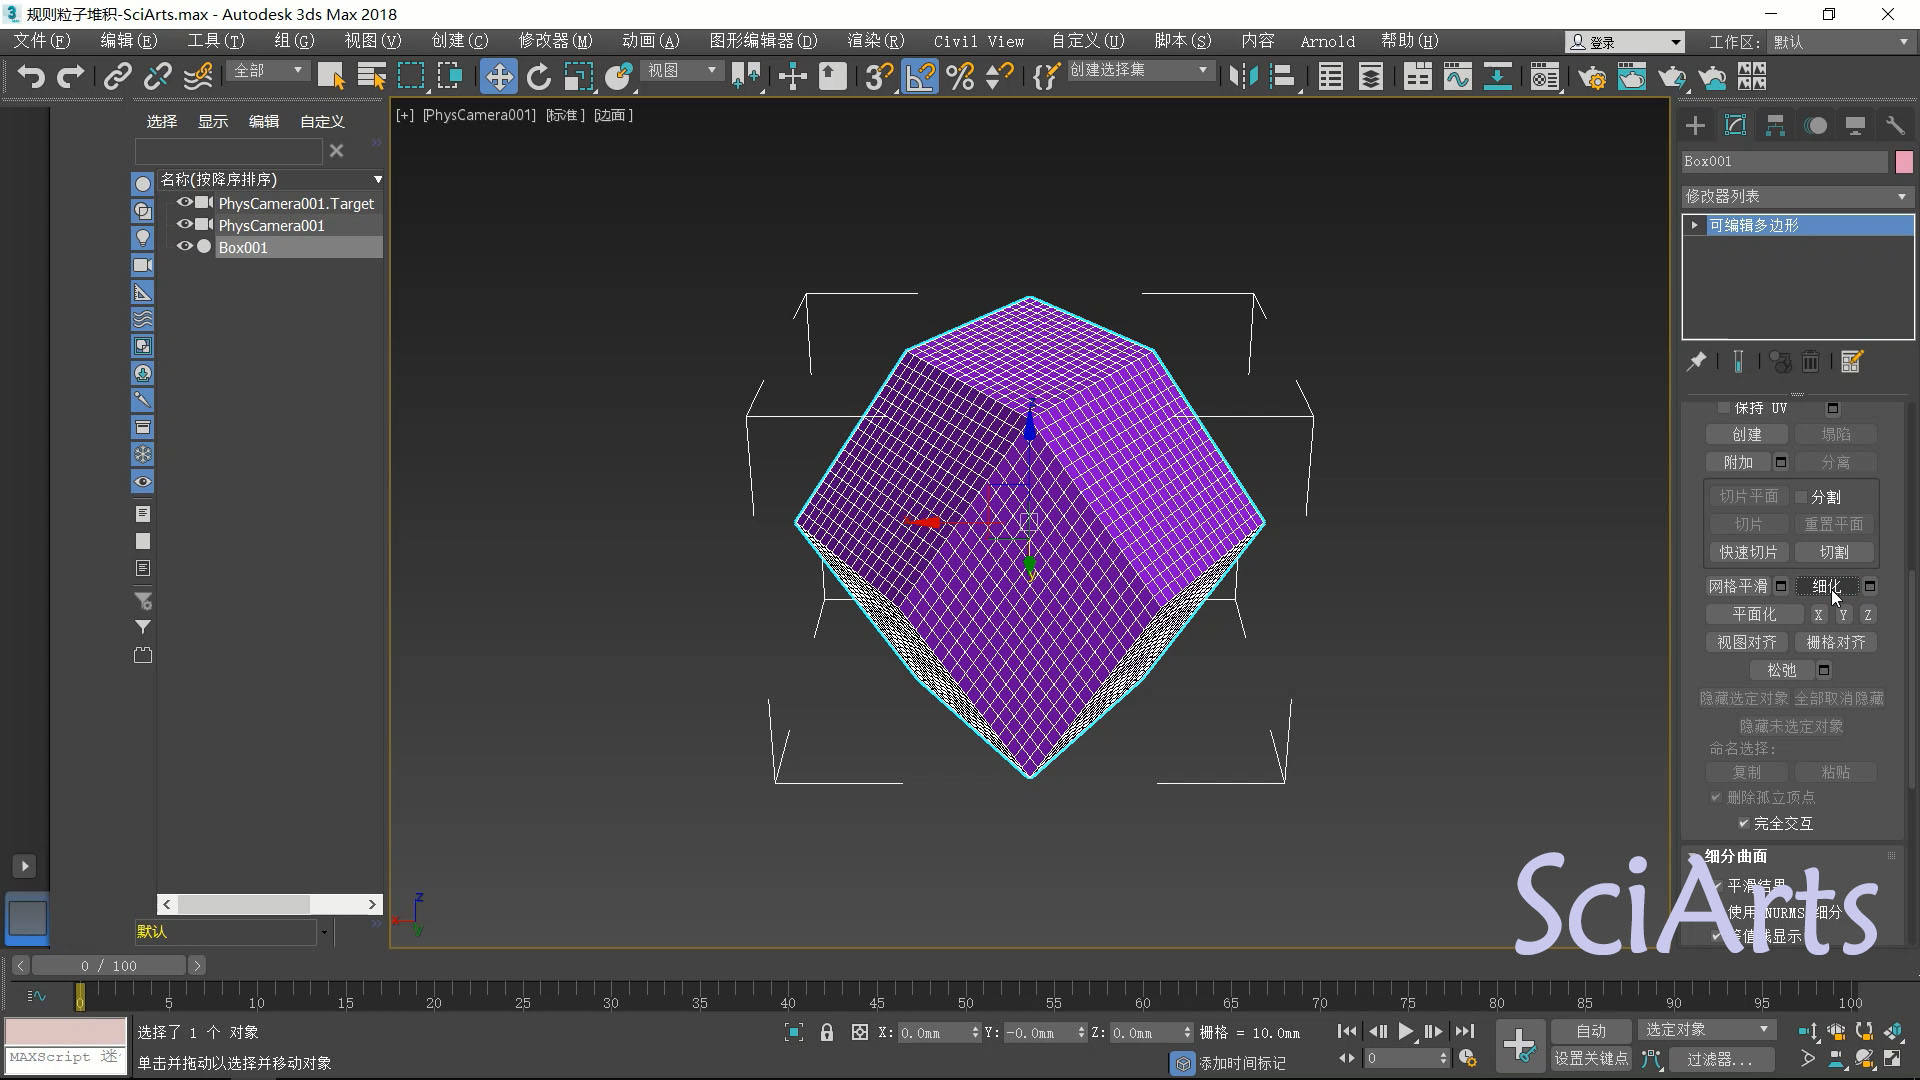 规则粒子堆积-SciArts.max - Autodesk 3ds Max 2018
文件(F) 编辑(E) 工具(T) 组(G) 视图(V) 创建(C) 修改器(M) 动画(A) 图形编辑器(D) 渲染(R) Civil View 自定义(U) 脚本(S) 内容 Arnold 帮助(H) 登录 工作区: 默认
全部 视图 创建选择集
选择 显示 编辑 自定义
[+] [PhysCamera001] [标准] [边面]
名称(按降序排序)
PhysCamera001.Target
PhysCamera001
Box001
Box001
修改器列表
可编辑多边形
保持 UV
创建 塌陷
附加 分离
切片平面 分割
切片 重置平面
快速切片 切割
网格平滑 细化
平面化 X Y Z
视图对齐 栅格对齐
松弛
隐藏选定对象 全部取消隐藏
隐藏未选定对象
命名选择:
复制 粘贴
删除孤立顶点
完全交互
细分曲面
平滑结果
使用 NURMS 细分
等值线显示
SciArts
z
x
y
y
默认
0 / 100
0 5 10 15 20 25 30 35 40 45 50 55 60 65 70 75 80 85 90 95 100
选择了 1 个 对象
X: 0.0mm Y: -0.0mm Z: 0.0mm 栅格 = 10.0mm
自动 选定对象
MAXScript 迷
单击并拖动以选择并移动对象
添加时间标记
0
设置关键点 过滤器...